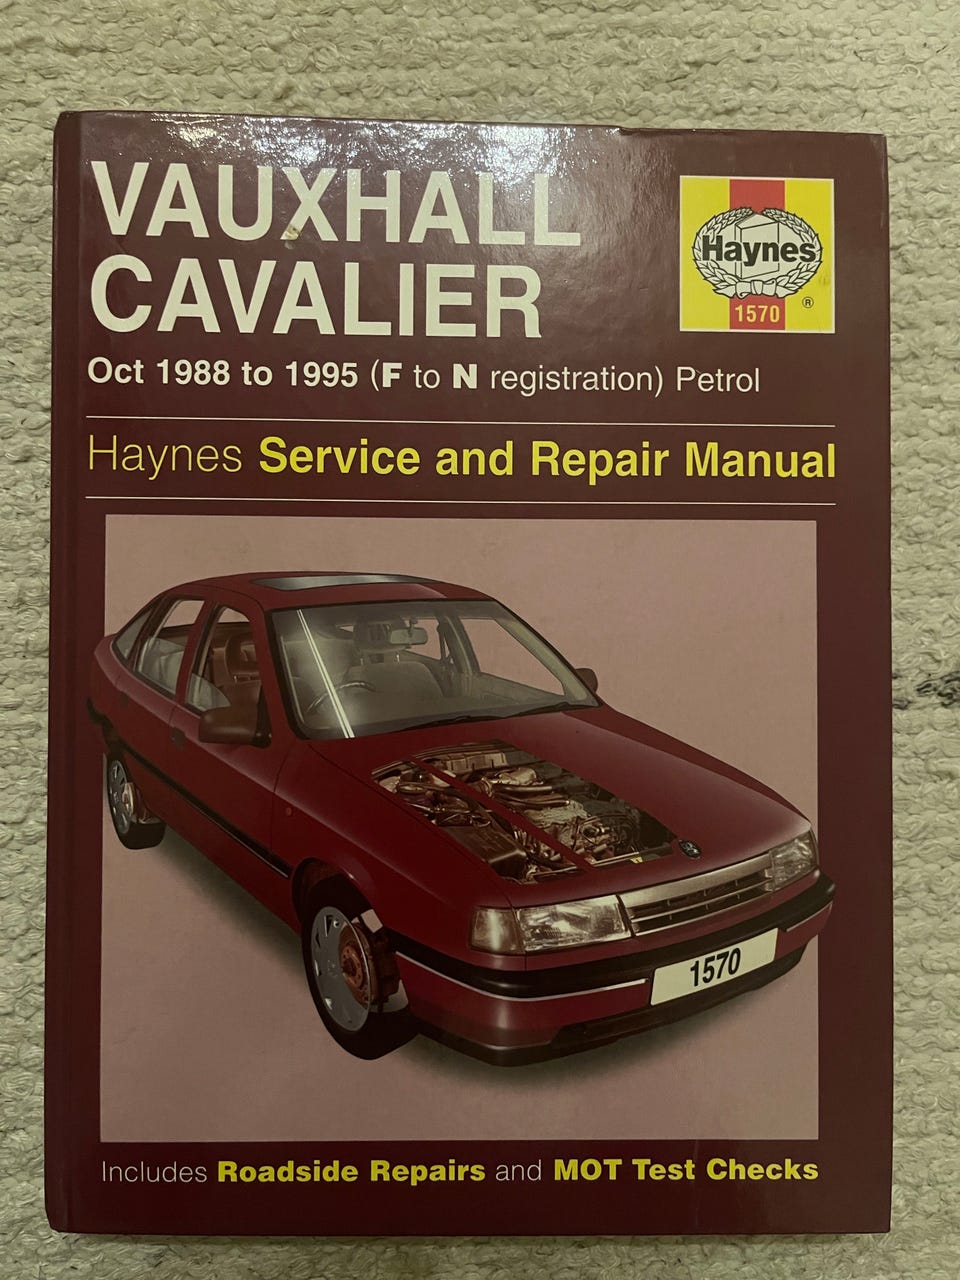 VAUXHALL
CAVALIER
Haynes
1570
®
Oct 1988 to 1995 (F to N registration) Petrol
Haynes Service and Repair Manual
1570
Includes Roadside Repairs and MOT Test Checks